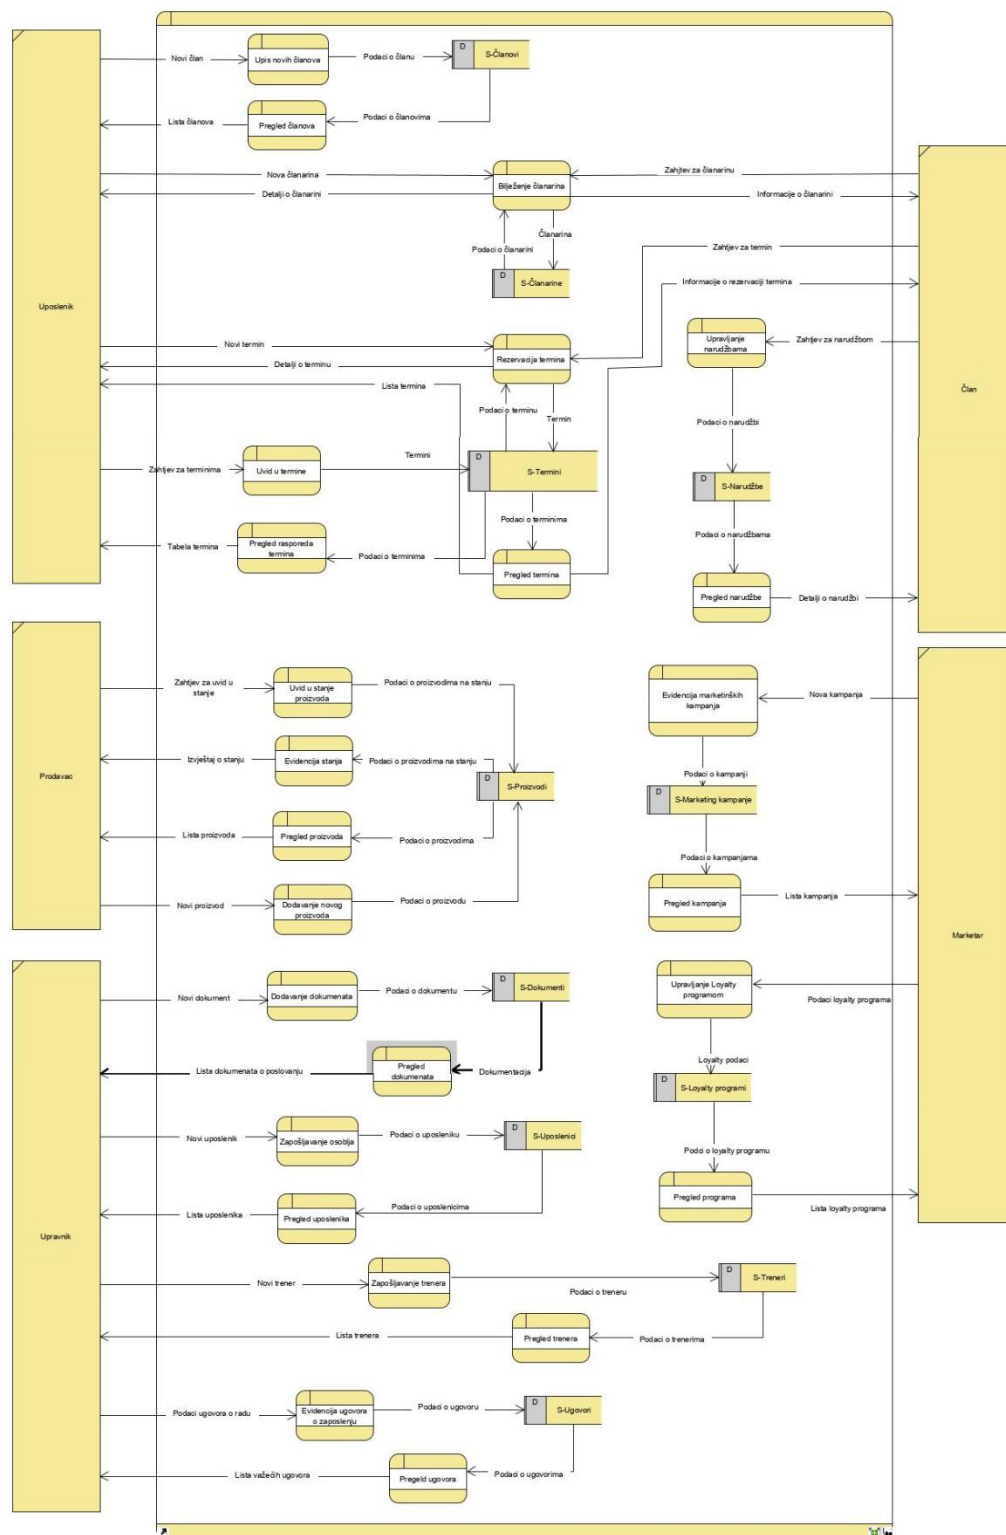 Novi član
Upis novih članova
Podaci o članu
D
S-Članovi
Lista članova
Pregled članova
Podaci o članovima
Nova članarina
Bilježenje članarina
Zahjtev za članarinu
Detalji o članarini
Informacije o članarini
Članarina
Podaci o članarini
Zahtjev za termin
D
S-Članarine
Informacije o rezervaciji termina
Uposlenik
Novi termin
Rezervacija termina
Upravljanje
narudžbama
Zahtjev za narudžbom
Detalji o terminu
Lista termina
Član
Podaci o terminu
Termin
Podaci o narudžbi
Zahtjev za terminima
Uvid u termine
Termini
D
S-Termini
D
S-Narudžbe
Podaci o terminima
Podaci o narudžbama
Tabela termina
Pregled rasporeda
termina
Podaci o terminima
Pregled termina
Pregled narudžbe
Detalji o narudžbi
Zahtjev za uvid u
stanje
Uvid u stanje
proizvoda
Podaci o proizvodima na stanju
Evidencija marketinških
kampanja
Nova kampanja
Izvještaj o stanju
Evidencija stanja
Podaci o proizvodima na stanju
Podaci o kampanji
Prodavac
D
S-Proizvodi
D
S-Marketing kampanje
Lista proizvoda
Pregled proizvoda
Podaci o proizvodima
Podaci o kampanjama
Novi proizvod
Dodavanje novog
proizvoda
Podaci o proizvodu
Pregled kampanja
Lista kampanja
Marketar
Novi dokument
Dodavanje dokumenata
Podaci o dokumentu
D
S-Dokumenti
Upravljanje Loyalty
programom
Podaci loyalty programa
Lista dokumenata o poslovanju
Pregled
dokumenata
Dokumentacija
Loyalty podaci
D
S-Loyalty programi
Novi uposlenik
Zapošljavanje osoblja
Podaci o uposleniku
D
S-Uposlenici
Podci o loyalty programu
Pregled programa
Lista loyalty programa
Lista uposlenika
Pregled uposlenika
Podaci o uposlenicima
Upravnik
Novi trener
Zapošljavanje trenera
Podaci o treneru
D
S-Treneri
Lista trenera
Pregled trenera
Podaci o trenerima
Podaci ugovora o radu
Evidencija ugovora
o zaposlenju
Podaci o ugovoru
D
S-Ugovori
Lista važećih ugovora
Pregeld ugovora
Podaci o ugovorima